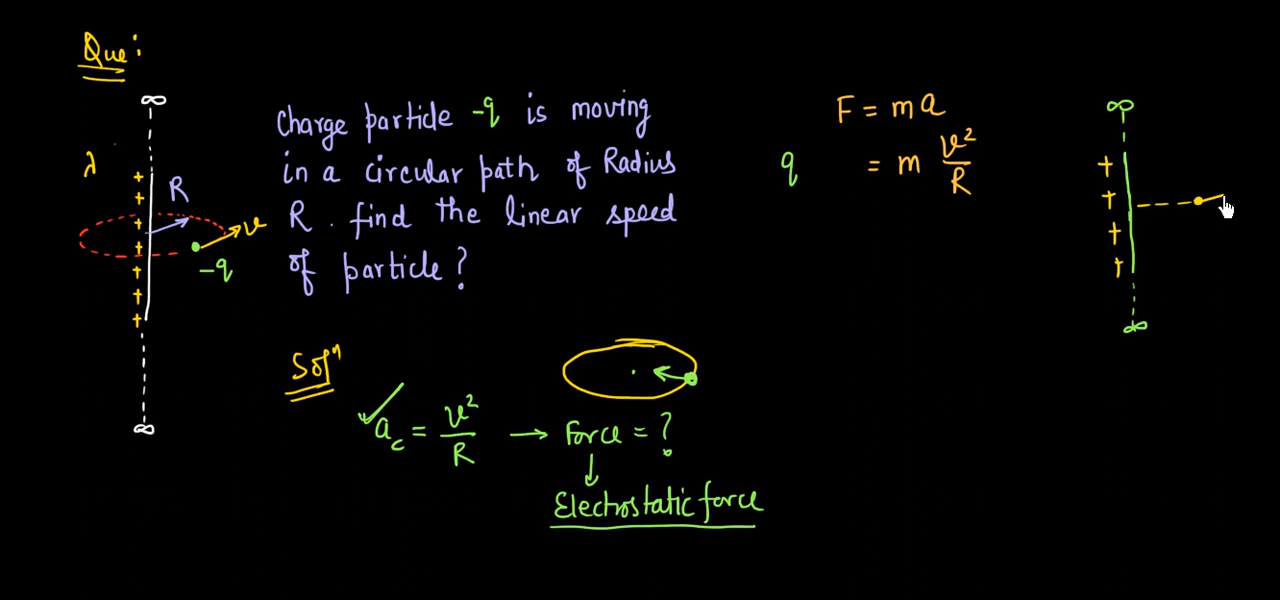 Que:
∞
λ
+
+
+
+
+
+
+
R
v
-q
∞
Charge particle -q is moving
in a circular path of Radius
R. find the linear speed
of particle?
Solⁿ
a_c = v²/R → Force = ?
↓
Electrostatic force
F = ma
q = m v²/R
∞
+
+
+
+
∞